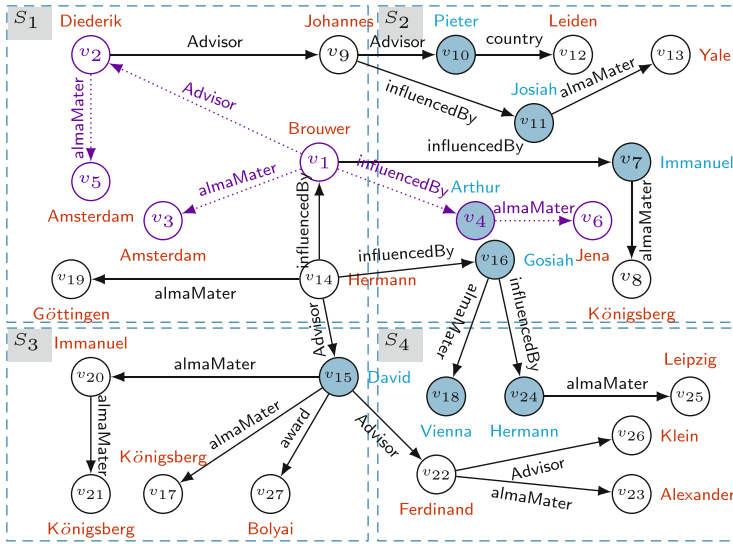 S1
S2
Diederik
Johannes
Pieter
Leiden
v2
Advisor
v9
Advisor
v10
country
v12
v13
Yale
almaMater
Advisor
influencedBy
Josiah
almaMater
v11
Brouwer
influencedBy
v5
almaMater
v1
influencedBy
v7
Immanuel
Amsterdam
v3
Arthur
v4
almaMater
v6
almaMater
Amsterdam
influencedBy
influencedBy
v16
Gosiah
Jena
v19
almaMater
v14
Hermann
v8
Göttingen
Königsberg
Advisor
almaMater
influencedBy
S3
S4
Immanuel
Leipzig
v20
almaMater
v15
David
v18
v24
almaMater
v25
almaMater
almaMater
award
Advisor
Vienna
Hermann
Königsberg
v26
Klein
v21
v17
v27
v22
Advisor
almaMater
v23
Alexander
Königsberg
Bolyai
Ferdinand